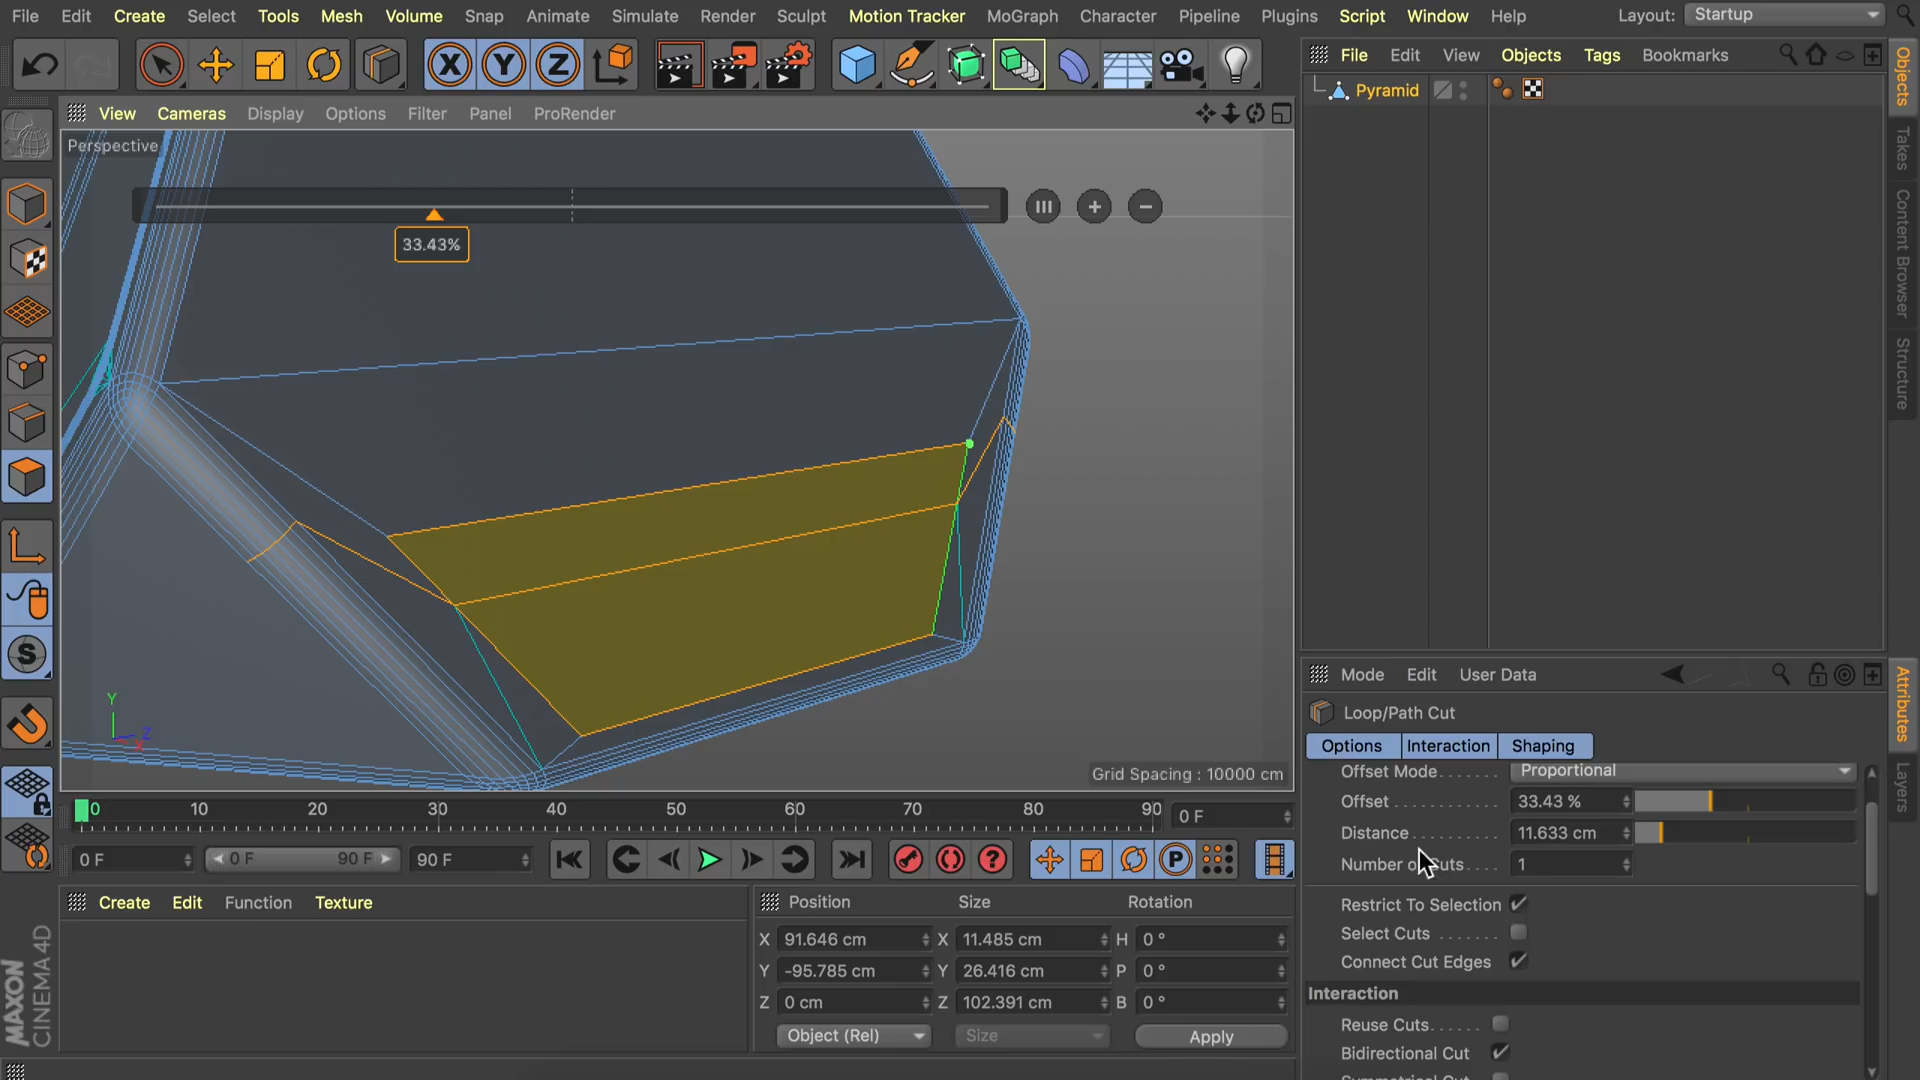 File Edit Create Select Tools Mesh Volume Snap Animate Simulate Render Sculpt Motion Tracker MoGraph Character Pipeline Plugins Script Window Help Layout: Startup
X Y Z
File Edit View Objects Tags Bookmarks
Pyramid
View Cameras Display Options Filter Panel ProRender
Perspective
33.43%
Y
Z
X
S
Grid Spacing : 10000 cm
Objects
Takes
Content Browser
Structure
Mode Edit User Data
Loop/Path Cut
Options Interaction Shaping
Offset Mode Proportional
Offset 33.43 %
Distance 11.633 cm
Number of Cuts 1
Restrict To Selection
Select Cuts
Connect Cut Edges
Interaction
Reuse Cuts
Bidirectional Cut
Symmetrical Cut
Attributes
Layers
0 10 20 30 40 50 60 70 80 90 0 F
0 F 0 F 90 F 90 F
P
Create Edit Function Texture
Position Size Rotation
X 91.646 cm X 11.485 cm H 0 °
Y -95.785 cm Y 26.416 cm P 0 °
Z 0 cm Z 102.391 cm B 0 °
Object (Rel) Size Apply
MAXON
CINEMA 4D